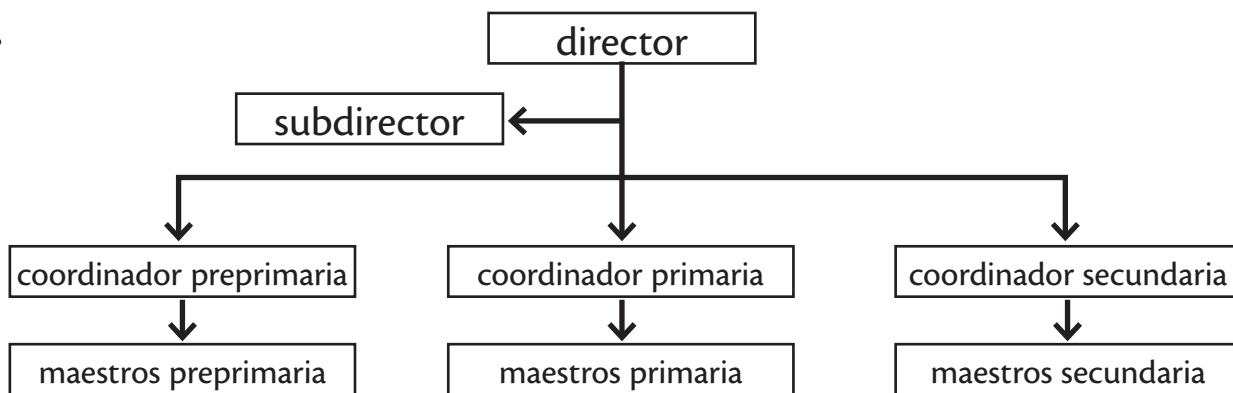 director
subdirector
coordinador preprimaria
coordinador primaria
coordinador secundaria
maestros preprimaria
maestros primaria
maestros secundaria